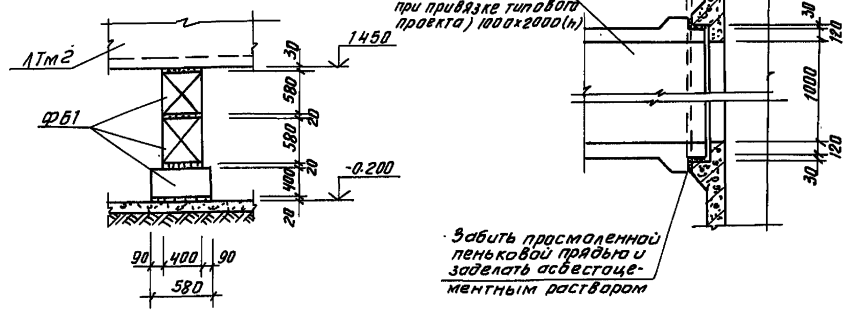 при привязке типового
проекта) 1000х2000(h)
ЛТм2
1450
30
580
20
ФБ1
580
20
400
-0.200
20
90 400 90
580
30
120
1000
120
30
Забить просмоленной
пеньковой прядью и
заделать асбестаце-
ментным раствором